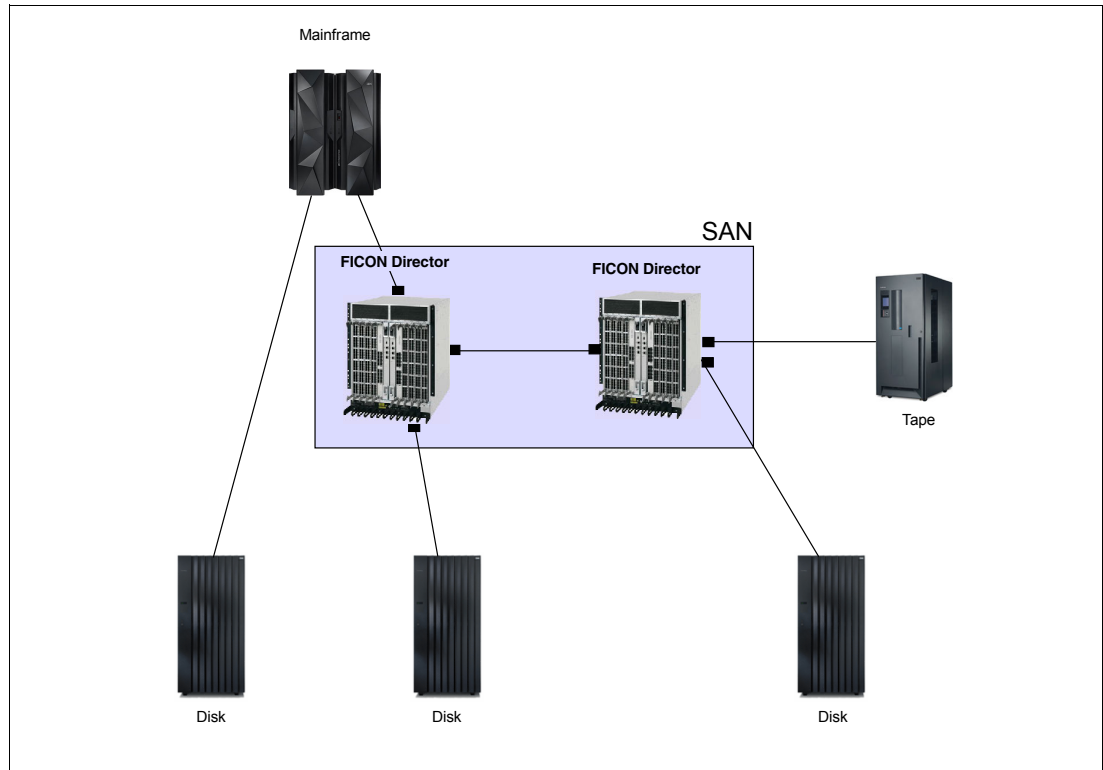 Mainframe
SAN
FICON Director
FICON Director
Tape
Disk
Disk
Disk